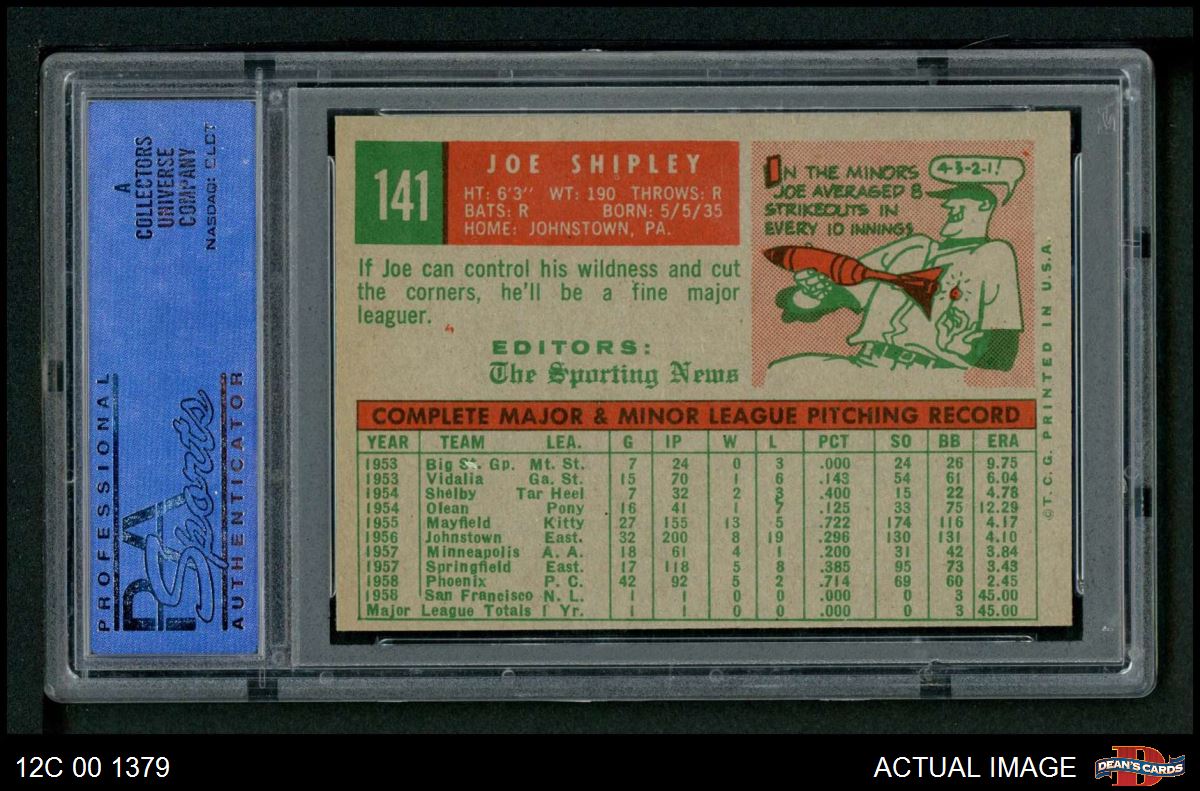 A
COLLECTORS
UNIVERSE
COMPANY
NASDAQ: CLCT
PROFESSIONAL
PSA
Sports
AUTHENTICATOR
141
JOE SHIPLEY
HT: 6'3" WT: 190 THROWS: R
BATS: R BORN: 5/5/35
HOME: JOHNSTOWN, PA.
If Joe can control his wildness and cut
the corners, he'll be a fine major
leaguer.
EDITORS:
The Sporting News
IN THE MINORS
JOE AVERAGED 8
STRIKEOUTS IN
EVERY 10 INNINGS
4-3-2-1!
COMPLETE MAJOR & MINOR LEAGUE PITCHING RECORD
YEAR TEAM LEA. G IP W L PCT SO BB ERA
1953 Big St. Gp. Mt. St. 7 24 0 3 .000 24 26 9.75
1953 Vidalia Ga. St. 15 70 1 6 .143 54 61 6.04
1954 Shelby Tar Heel 7 32 2 3 .400 15 22 4.78
1954 Olean Pony 16 41 1 7 .125 33 75 12.29
1955 Mayfield Kitty 27 155 13 5 .722 174 116 4.17
1956 Johnstown East. 32 200 8 19 .296 130 131 4.10
1957 Minneapolis A. A. 18 61 4 1 .200 31 42 3.84
1957 Springfield East. 17 118 5 8 .385 95 73 3.43
1958 Phoenix P. C. 42 92 5 2 .714 69 60 2.45
1958 San Francisco N. L. 1 1 0 0 .000 0 3 45.00
Major League Totals 1 Yr. 1 1 0 0 .000 0 3 45.00
©T.C.G. PRINTED IN U.S.A.
12C 00 1379
ACTUAL IMAGE
DEAN'S CARDS